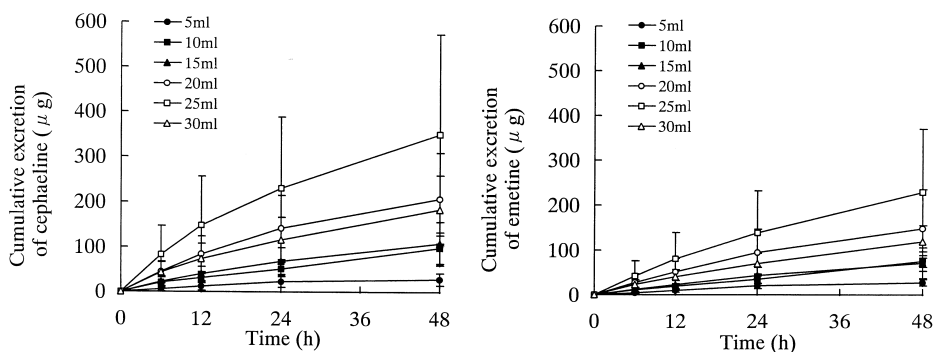 600
500
400
300
200
100
0
Cumulative excretion
of cephaeline ( μ g)
5ml
10ml
15ml
20ml
25ml
30ml
0
12
24
36
48
Time (h)
600
500
400
300
200
100
0
Cumulative excretion
of emetine ( μ g)
5ml
10ml
15ml
20ml
25ml
30ml
0
12
24
36
48
Time (h)